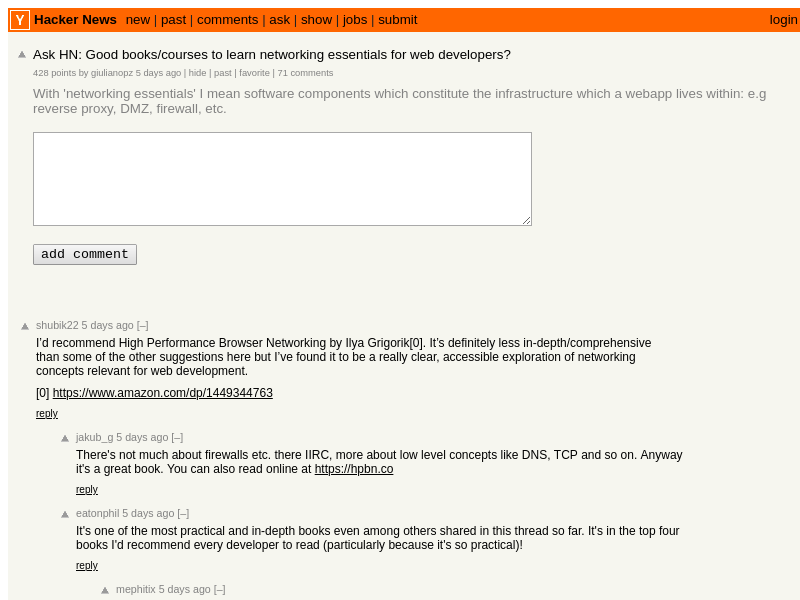 Y Hacker News new | past | comments | ask | show | jobs | submit login
Ask HN: Good books/courses to learn networking essentials for web developers?
428 points by giulianopz 5 days ago | hide | past | favorite | 71 comments
With 'networking essentials' I mean software components which constitute the infrastructure which a webapp lives within: e.g
reverse proxy, DMZ, firewall, etc.
add comment
shubik22 5 days ago [–]
I’d recommend High Performance Browser Networking by Ilya Grigorik[0]. It’s definitely less in-depth/comprehensive
than some of the other suggestions here but I’ve found it to be a really clear, accessible exploration of networking
concepts relevant for web development.
[0] https://www.amazon.com/dp/1449344763
reply
jakub_g 5 days ago [–]
There's not much about firewalls etc. there IIRC, more about low level concepts like DNS, TCP and so on. Anyway
it's a great book. You can also read online at https://hpbn.co
reply
eatonphil 5 days ago [–]
It's one of the most practical and in-depth books even among others shared in this thread so far. It's in the top four
books I'd recommend every developer to read (particularly because it's so practical)!
reply
mephitix 5 days ago [–]